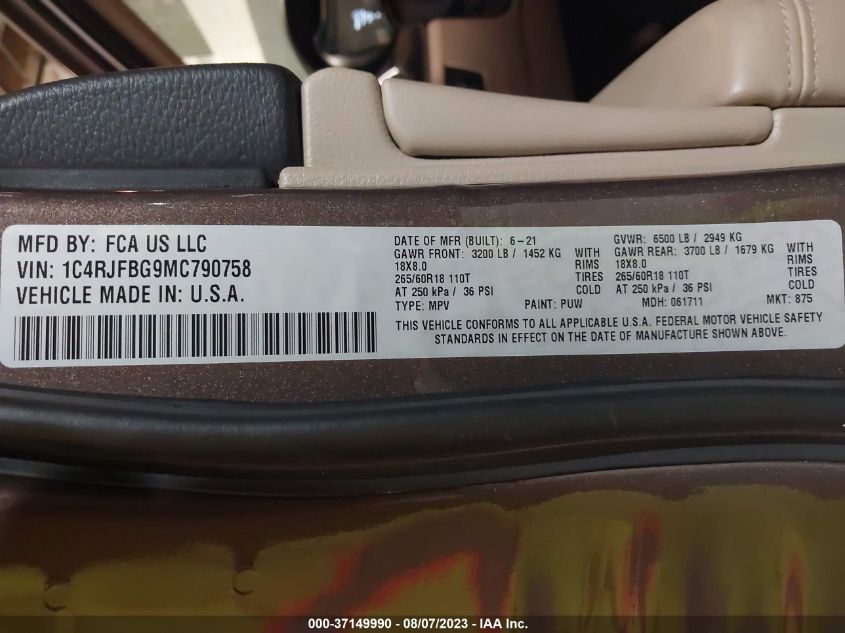 MFD BY: FCA US LLC
VIN: 1C4RJFBG9MC790758
VEHICLE MADE IN: U.S.A.
DATE OF MFR (BUILT): 6-21 GVWR: 6500 LB / 2949 KG
GAWR FRONT: 3200 LB / 1452 KG WITH GAWR REAR: 3700 LB / 1679 KG WITH
18X8.0 RIMS 18X8.0 RIMS
265/60R18 110T TIRES 265/60R18 110T TIRES
AT 250 kPa / 36 PSI COLD AT 250 kPa / 36 PSI COLD
TYPE: MPV PAINT: PUW MDH: 061711 MKT: 875
THIS VEHICLE CONFORMS TO ALL APPLICABLE U.S.A. FEDERAL MOTOR VEHICLE SAFETY
STANDARDS IN EFFECT ON THE DATE OF MANUFACTURE SHOWN ABOVE.
000-37149990 - 08/07/2023 - IAA Inc.